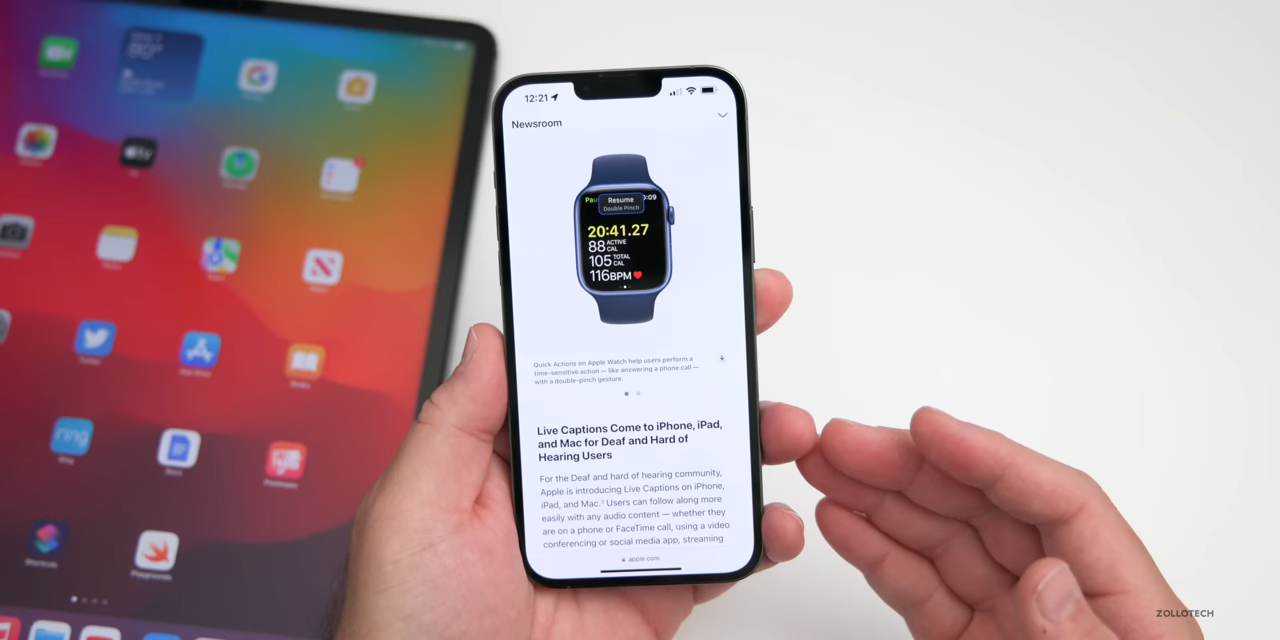 12:21
Newsroom
Resume
Double Pinch
20:41.27
88 ACTIVE CAL
105 TOTAL CAL
116BPM
Quick Actions on Apple Watch help users perform a
time-sensitive action — like answering a phone call —
with a double-pinch gesture.
Live Captions Come to iPhone, iPad,
and Mac for Deaf and Hard of
Hearing Users
For the Deaf and hard of hearing community,
Apple is introducing Live Captions on iPhone,
iPad, and Mac.
Users can follow along more
easily with any audio content — whether they
are on a phone or FaceTime call, using a video
conferencing or social media app, streaming
apple.com
ring
tv
ZOLLOTECH